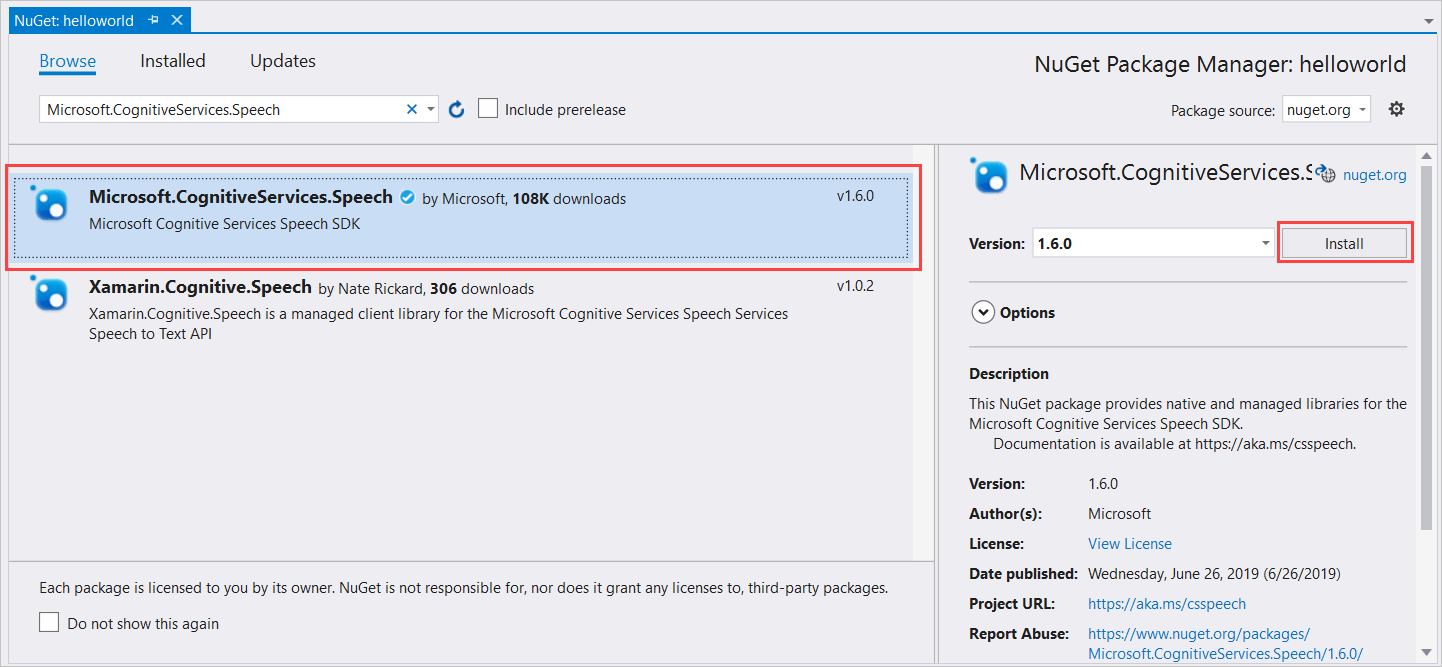 NuGet: helloworld
Browse Installed Updates
NuGet Package Manager: helloworld
Microsoft.CognitiveServices.Speech
Include prerelease
Package source: nuget.org
Microsoft.CognitiveServices.Speech by Microsoft, 108K downloads v1.6.0
Microsoft Cognitive Services Speech SDK
Xamarin.Cognitive.Speech by Nate Rickard, 306 downloads v1.0.2
Xamarin.Cognitive.Speech is a managed client library for the Microsoft Cognitive Services Speech Services
Speech to Text API
Each package is licensed to you by its owner. NuGet is not responsible for, nor does it grant any licenses to, third-party packages.
Do not show this again
Microsoft.CognitiveServices.S nuget.org
Version: 1.6.0 Install
Options
Description
This NuGet package provides native and managed libraries for the
Microsoft Cognitive Services Speech SDK.
Documentation is available at https://aka.ms/csspeech.
Version: 1.6.0
Author(s): Microsoft
License: View License
Date published: Wednesday, June 26, 2019 (6/26/2019)
Project URL: https://aka.ms/csspeech
Report Abuse: https://www.nuget.org/packages/
Microsoft.CognitiveServices.Speech/1.6.0/